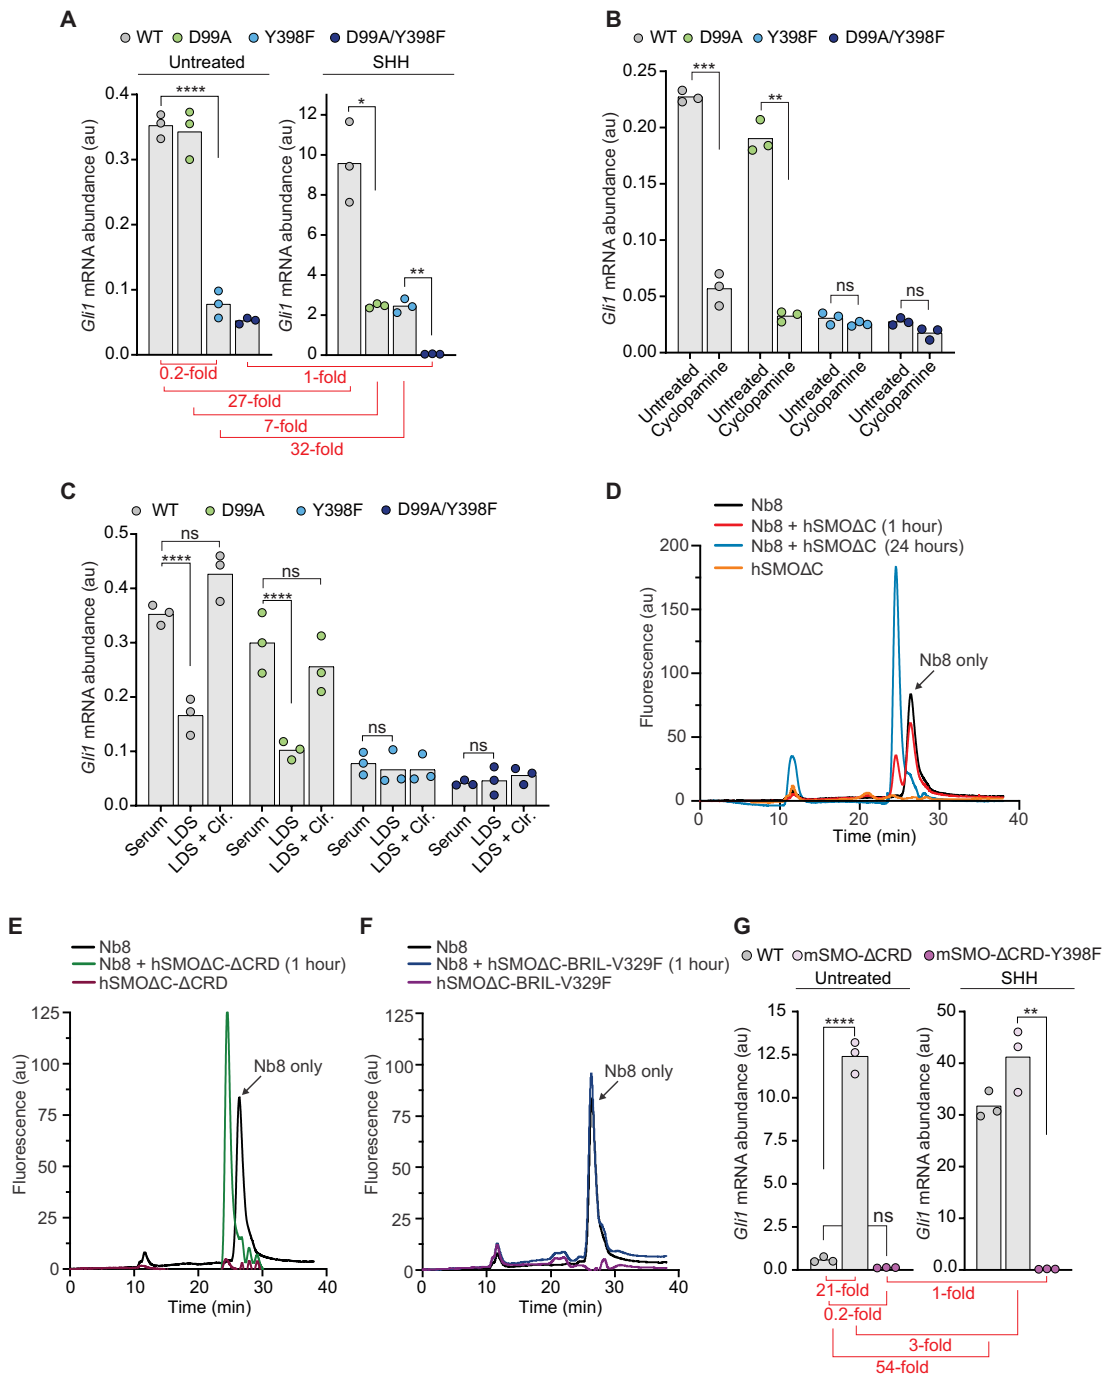 A
WT D99A Y398F D99A/Y398F
Untreated
SHH
Gli1 mRNA abundance (au)
0.4
0.3
0.2
0.1
0.0
****
Gli1 mRNA abundance (au)
12
10
8
6
4
2
0
*
**
0.2-fold
1-fold
27-fold
7-fold
32-fold
B
WT D99A Y398F D99A/Y398F
Gli1 mRNA abundance (au)
0.25
0.20
0.15
0.10
0.05
0.00
***
**
ns
ns
Untreated
Cyclopamine
Untreated
Cyclopamine
Untreated
Cyclopamine
Untreated
Cyclopamine
C
WT D99A Y398F D99A/Y398F
Gli1 mRNA abundance (au)
0.5
0.4
0.3
0.2
0.1
0.0
ns
****
ns
****
ns
ns
Serum
LDS
LDS + Clr.
Serum
LDS
LDS + Clr.
Serum
LDS
LDS + Clr.
Serum
LDS
LDS + Clr.
D
Nb8
Nb8 + hSMOΔC (1 hour)
Nb8 + hSMOΔC (24 hours)
hSMOΔC
Fluorescence (au)
200
150
100
50
0
Nb8 only
0 10 20 30 40
Time (min)
E
Nb8
Nb8 + hSMOΔC-ΔCRD (1 hour)
hSMOΔC-ΔCRD
Fluorescence (au)
125
100
75
50
25
0
Nb8 only
0 10 20 30 40
Time (min)
F
Nb8
Nb8 + hSMOΔC-BRIL-V329F (1 hour)
hSMOΔC-BRIL-V329F
Fluorescence (au)
125
100
75
50
25
0
Nb8 only
0 10 20 30 40
Time (min)
G
WT mSMO-ΔCRD mSMO-ΔCRD-Y398F
Untreated
SHH
Gli1 mRNA abundance (au)
12.5
10.0
7.5
5.0
2.5
0.0
****
ns
Gli1 mRNA abundance (au)
50
40
30
20
10
0.0
**
21-fold
1-fold
0.2-fold
3-fold
54-fold